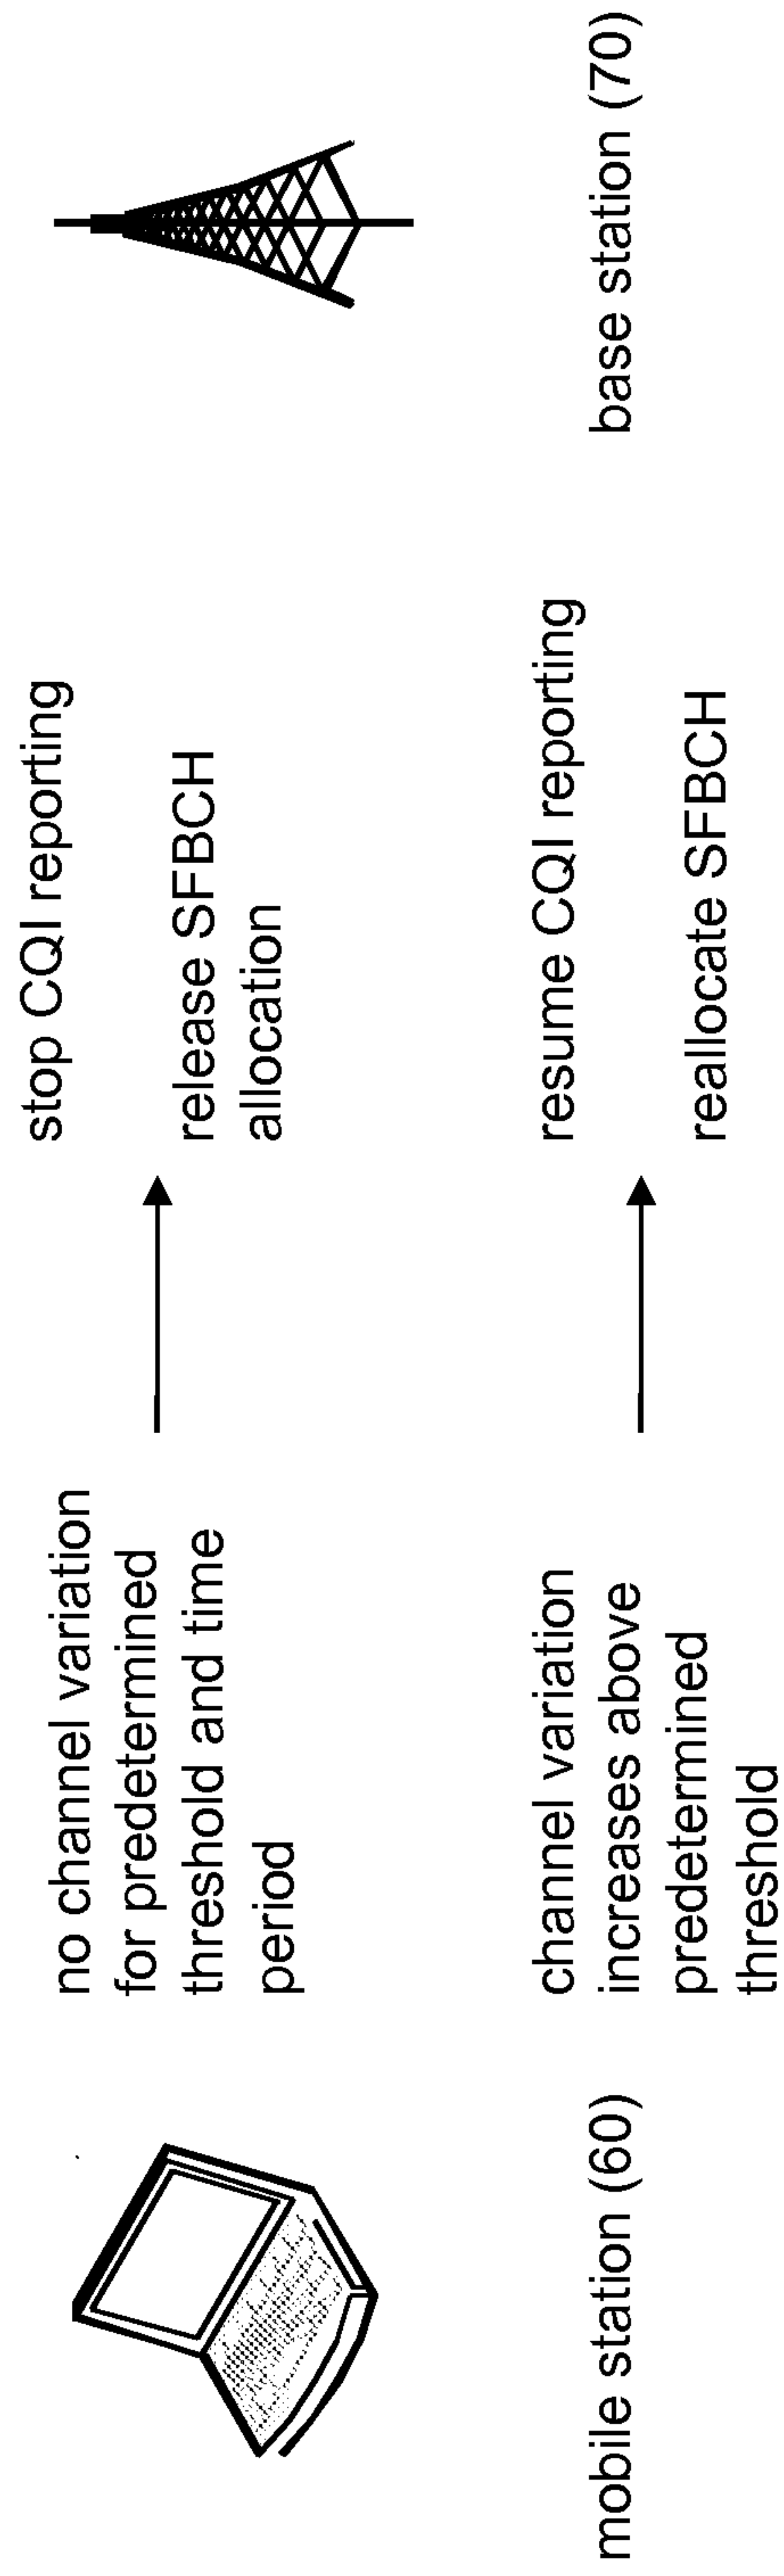 no channel variation
for predetermined
threshold and time
period
stop CQI reporting
release SFBCH
allocation
channel variation
increases above
predetermined
threshold
resume CQI reporting
reallocate SFBCH
mobile station (60)
base station (70)